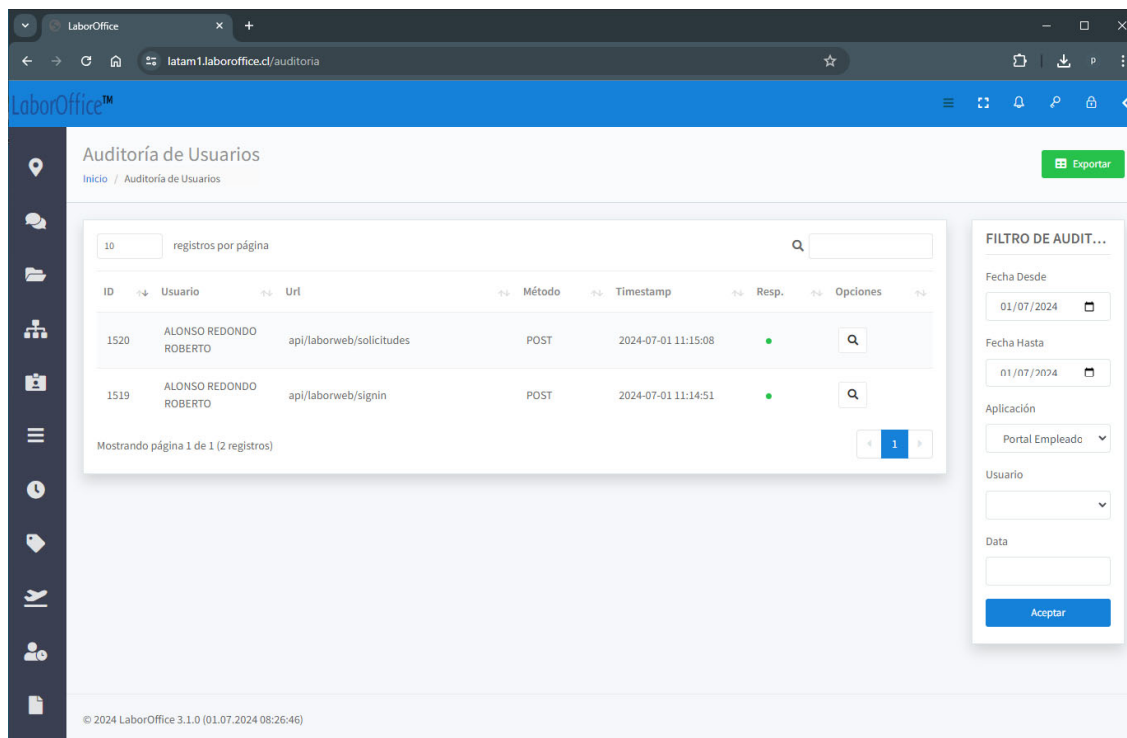 LaborOffice
latam1.laboroffice.cl/auditoria
p
LaborOffice™
Auditoría de Usuarios
Inicio / Auditoría de Usuarios
Exportar
10 registros por página
ID Usuario Url Método Timestamp Resp. Opciones
1520 ALONSO REDONDO ROBERTO api/laborweb/solicitudes POST 2024-07-01 11:15:08
1519 ALONSO REDONDO ROBERTO api/laborweb/signin POST 2024-07-01 11:14:51
Mostrando página 1 de 1 (2 registros)
1
FILTRO DE AUDIT...
Fecha Desde
01/07/2024
Fecha Hasta
01/07/2024
Aplicación
Portal Empleado
Usuario
Data
Aceptar
© 2024 LaborOffice 3.1.0 (01.07.2024 08:26:46)